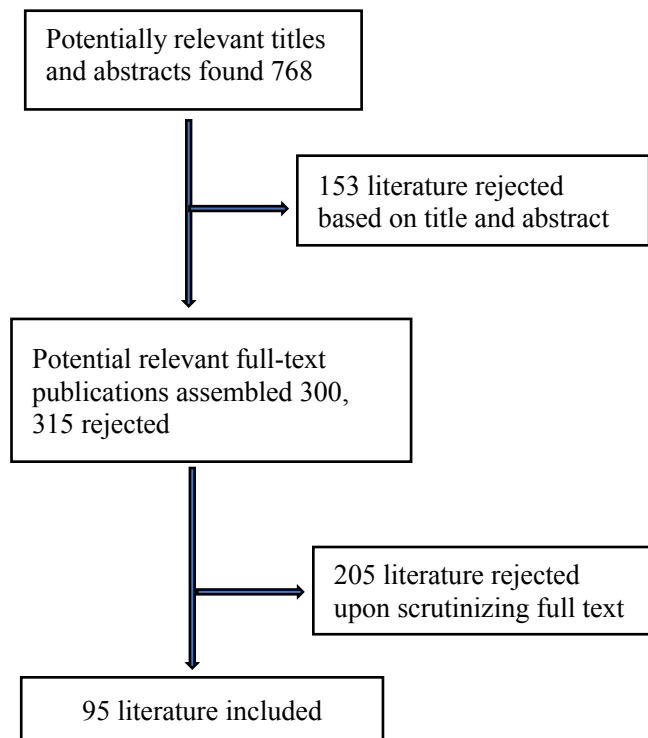 Potentially relevant titles
and abstracts found 768
153 literature rejected
based on title and abstract
Potential relevant full-text
publications assembled 300,
315 rejected
205 literature rejected
upon scrutinizing full text
95 literature included